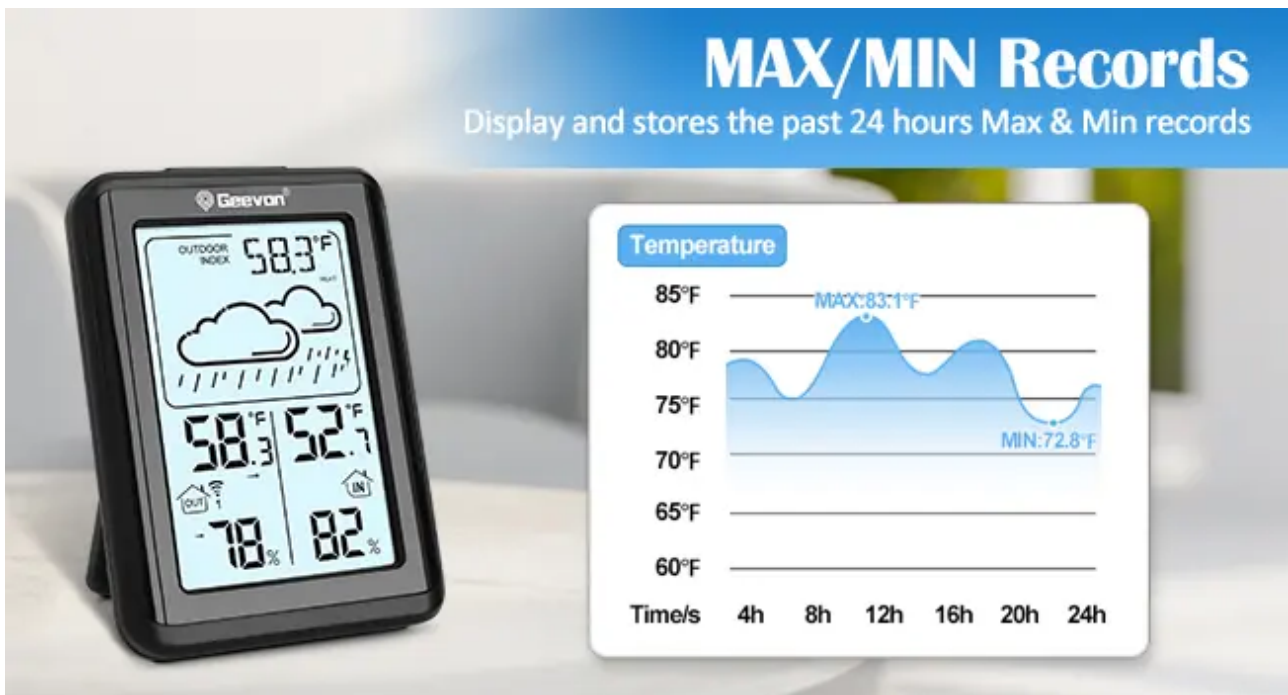 MAX/MIN Records
Display and stores the past 24 hours Max & Min records
Geevon®
OUTDOOR
INDEX
58.3°F
58.3°F
52.7°F
OUT
1
IN
78%
82%
Temperature
85°F
MAX:83.1°F
80°F
75°F
MIN:72.8°F
70°F
65°F
60°F
Time/s 4h 8h 12h 16h 20h 24h